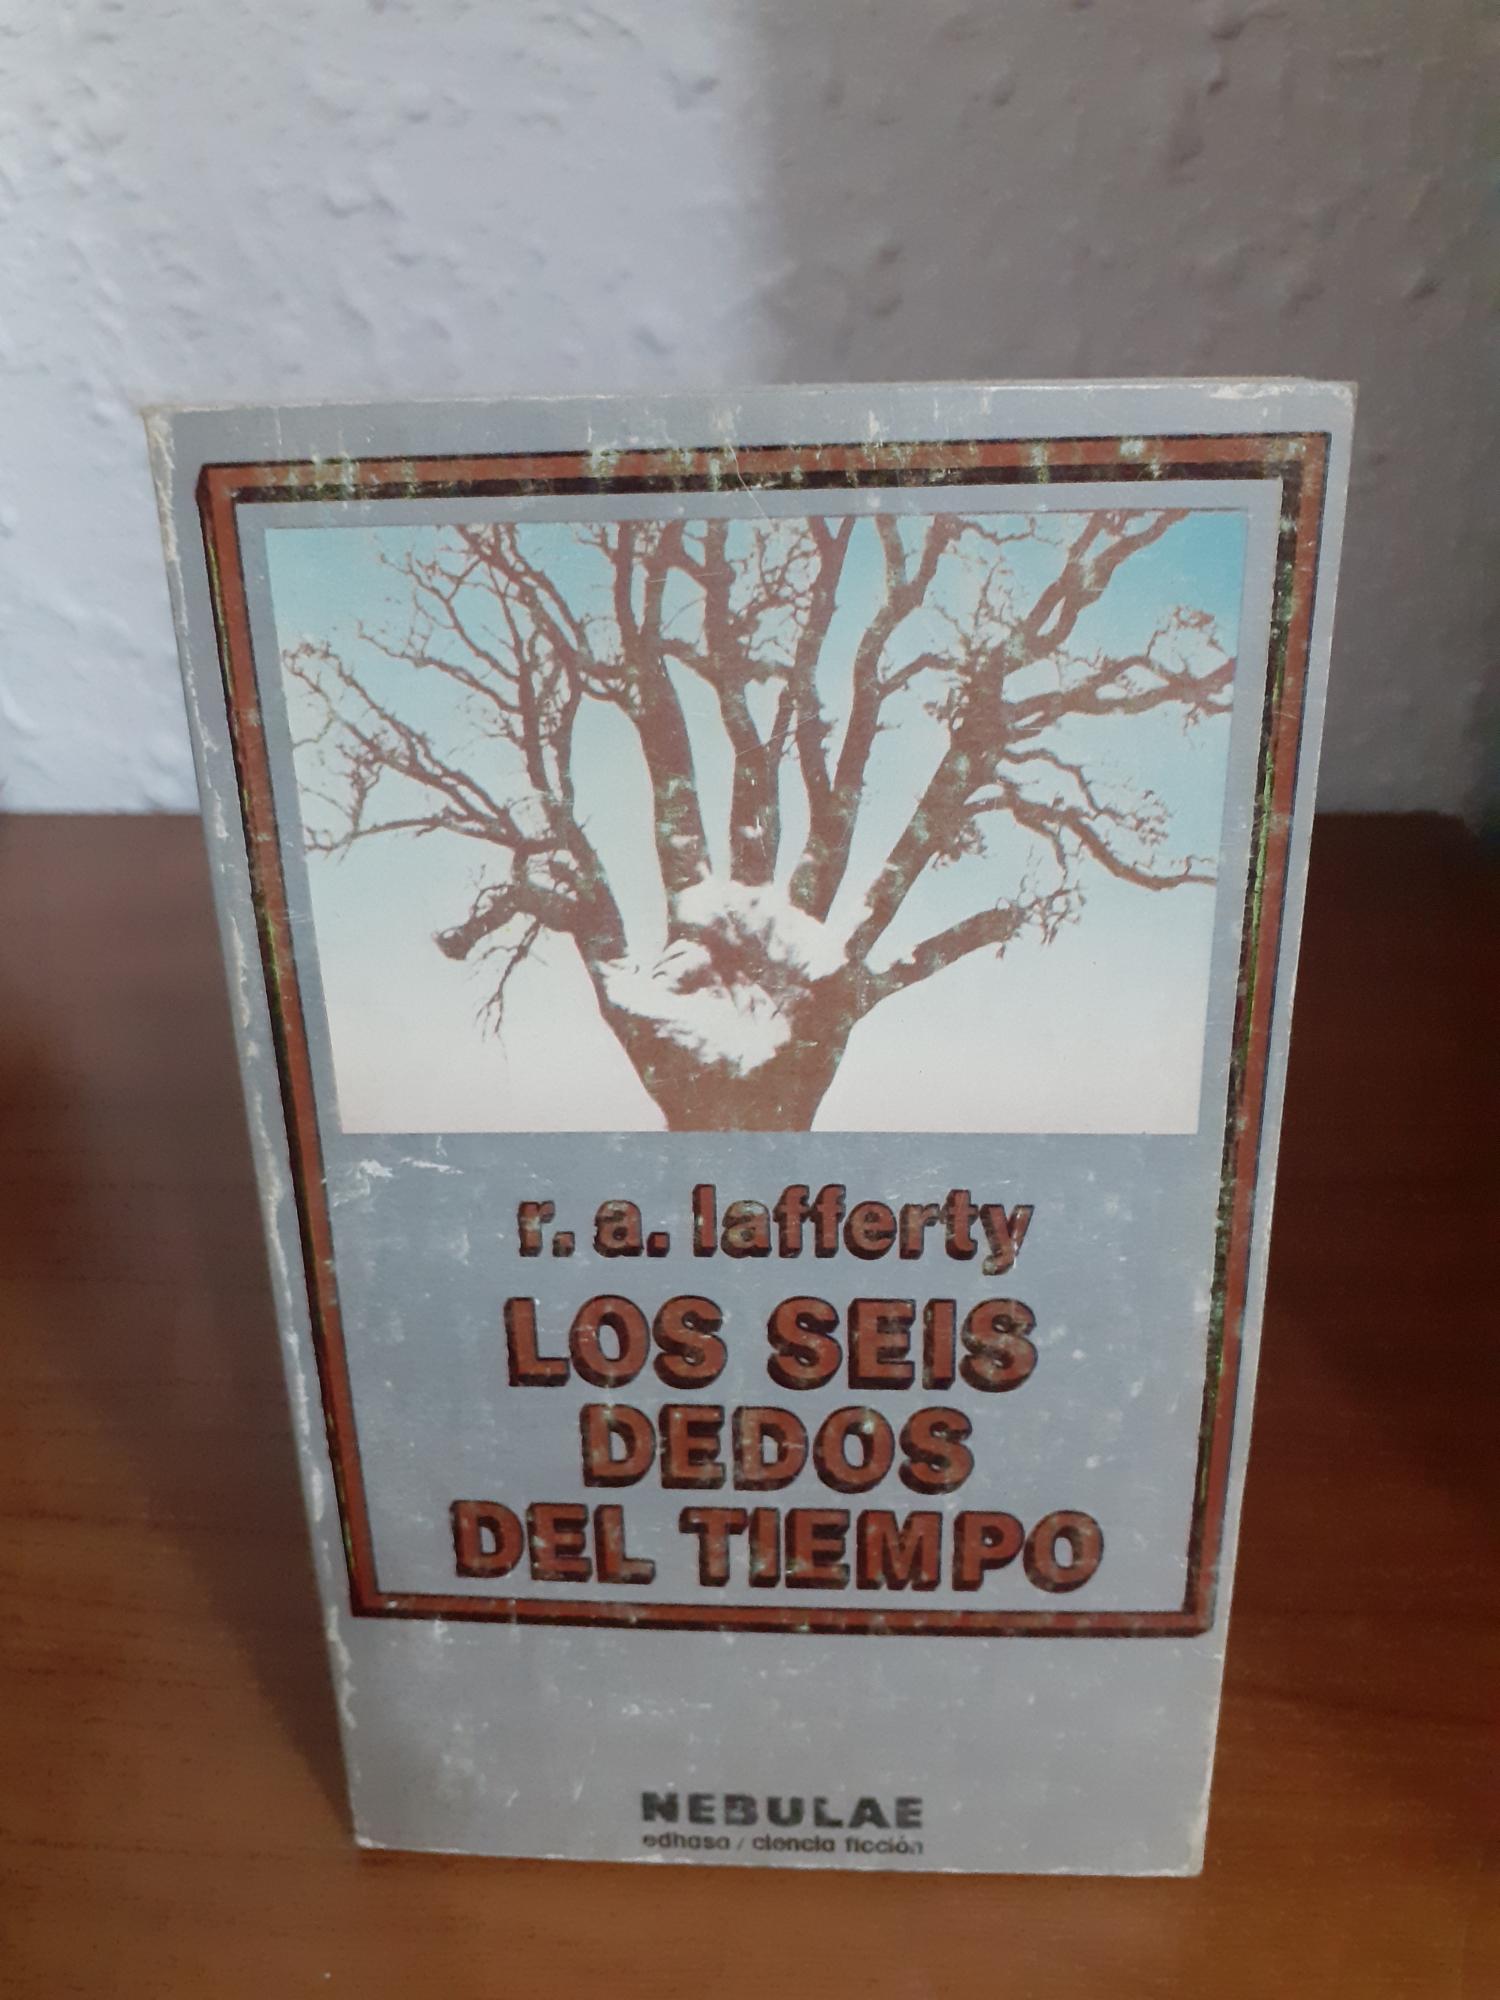 r. a. lafferty
LOS SEIS
DEDOS
DEL TIEMPO
NEBULAE
edhasa / ciencia ficción